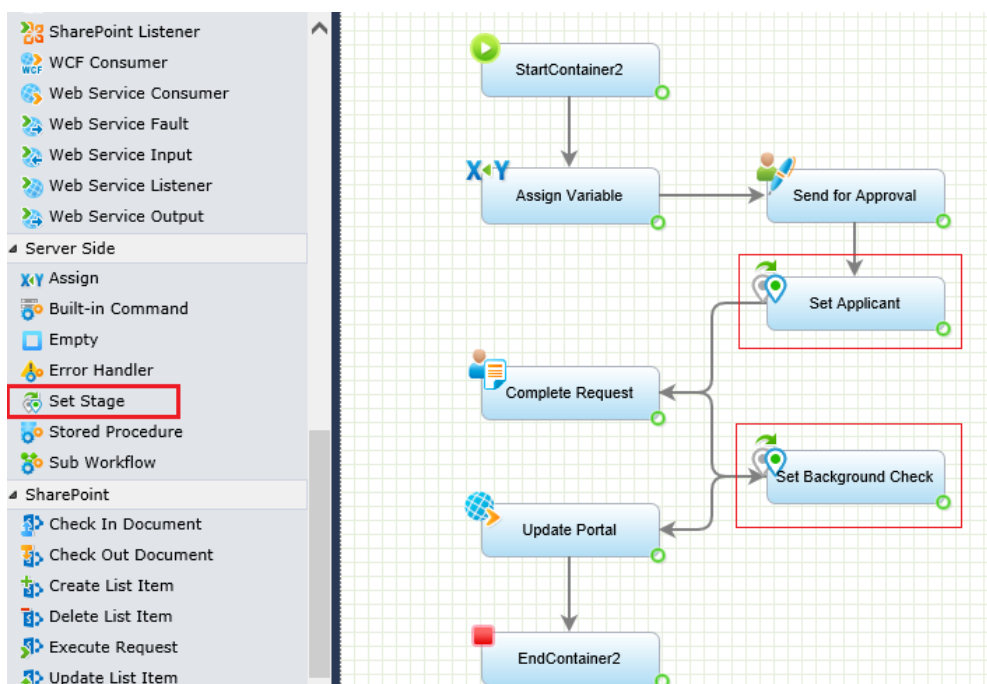 SharePoint Listener
WCF
WCF Consumer
Web Service Consumer
Web Service Fault
Web Service Input
Web Service Listener
Web Service Output
Server Side
X Y Assign
Built-in Command
Empty
Error Handler
Set Stage
Stored Procedure
Sub Workflow
SharePoint
Check In Document
Check Out Document
Create List Item
Delete List Item
Execute Request
Update List Item
StartContainer2
X Y
Assign Variable
Send for Approval
Set Applicant
Complete Request
Set Background Check
Update Portal
EndContainer2